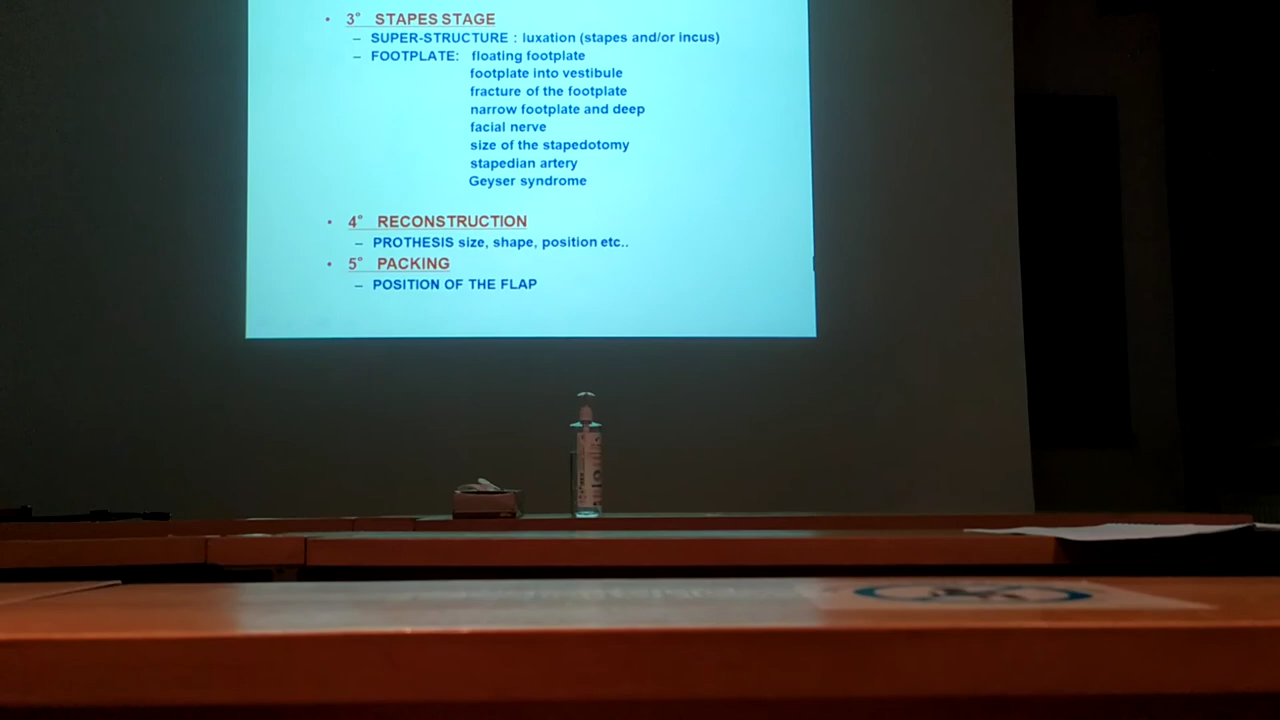 • 3° STAPES STAGE
– SUPER-STRUCTURE : luxation (stapes and/or incus)
– FOOTPLATE: floating footplate
footplate into vestibule
fracture of the footplate
narrow footplate and deep
facial nerve
size of the stapedotomy
stapedian artery
Geyser syndrome
• 4° RECONSTRUCTION
– PROTHESIS size, shape, position etc..
• 5° PACKING
– POSITION OF THE FLAP